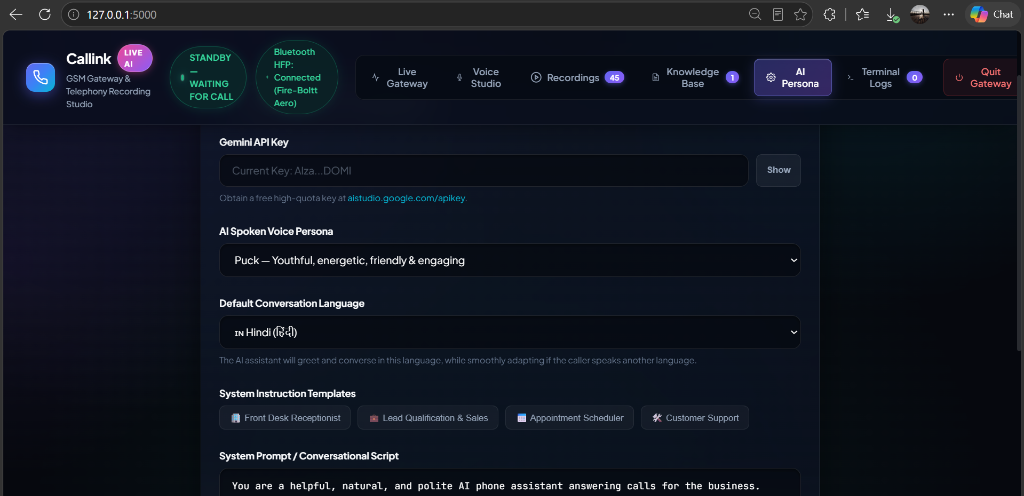 127.0.0.1:5000
Chat
Callink
LIVE
AI
GSM Gateway &
Telephony Recording
Studio
STANDBY
—
WAITING
FOR CALL
Bluetooth
HFP:
Connected
(Fire-Boltt
Aero)
Live
Gateway
Voice
Studio
Recordings 45
Knowledge
Base 1
AI
Persona
Terminal
Logs 0
Quit
Gateway
Gemini API Key
Current Key: AIza...DOMI
Show
Obtain a free high-quota key at aistudio.google.com/apikey.
AI Spoken Voice Persona
Puck — Youthful, energetic, friendly & engaging
Default Conversation Language
IN Hindi (हिंदी)
The AI assistant will greet and converse in this language, while smoothly adapting if the caller speaks another language.
System Instruction Templates
Front Desk Receptionist
Lead Qualification & Sales
Appointment Scheduler
Customer Support
System Prompt / Conversational Script
You are a helpful, natural, and polite AI phone assistant answering calls for the business.